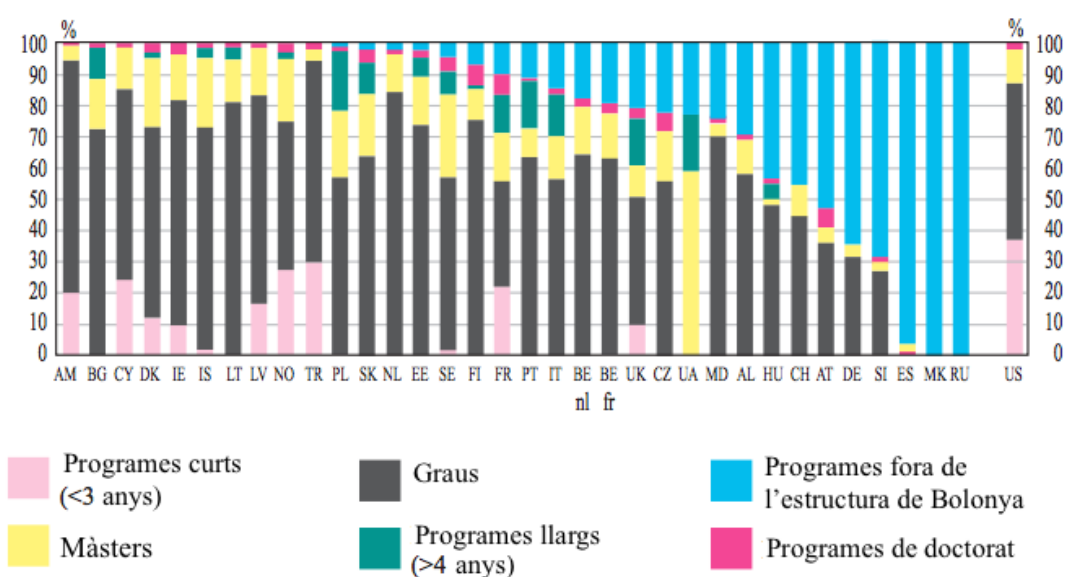 % %
100 100
90 90
80 80
70 70
60 60
50 50
40 40
30 30
20 20
10 10
0 0
AM BG CY DK IE IS LT LV NO TR PL SK NL EE SE FI FR PT IT BE BE UK CZ UA MD AL HU CH AT DE SI ES MK RU US
nl fr
Programes curts
(<3 anys)
Graus
Programes fora de
l'estructura de Bolonya
Màsters
Programes llargs
(>4 anys)
Programes de doctorat